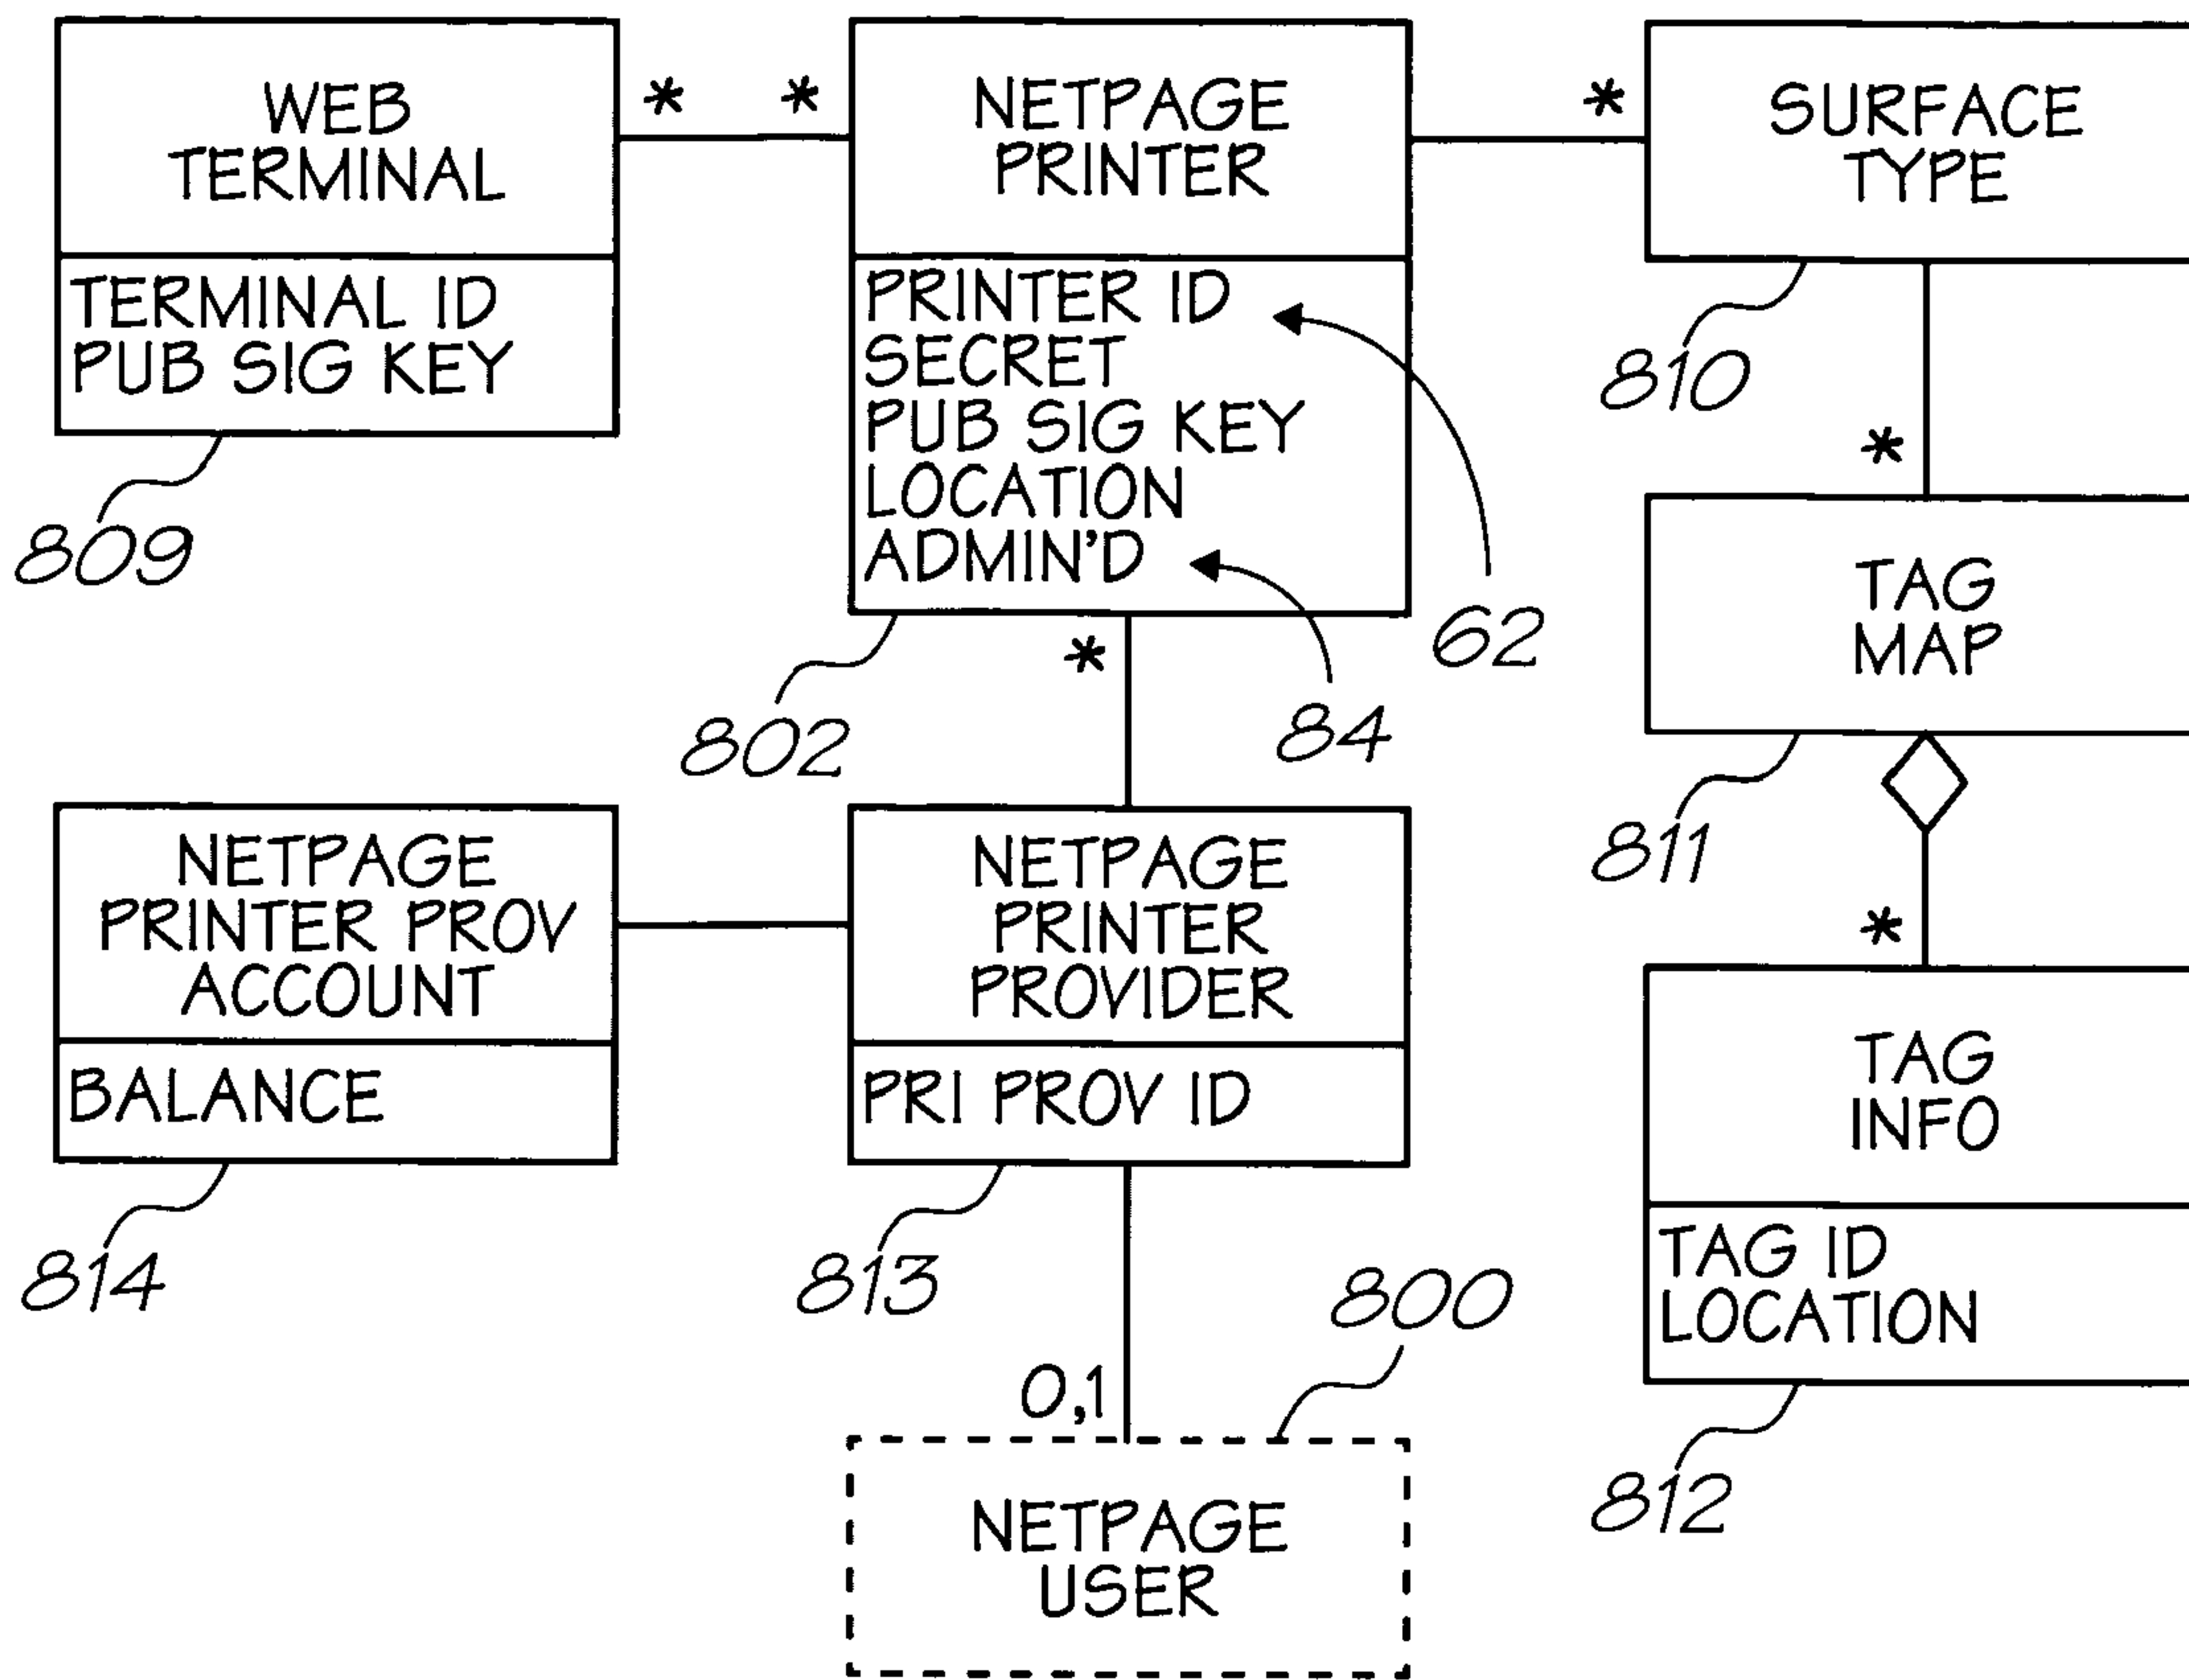 WEB
TERMINAL
TERMINAL ID
PUB SIG KEY
809
*
*
NETPAGE
PRINTER
PRINTER ID
SECRET
PUB SIG KEY
LOCATION
ADMIN'D
62
84
802
*
*
SURFACE
TYPE
810
*
TAG
MAP
811
*
TAG
INFO
TAG ID
LOCATION
812
NETPAGE
PRINTER PROV
ACCOUNT
BALANCE
814
NETPAGE
PRINTER
PROVIDER
PRI PROV ID
813
800
0,1
NETPAGE
USER